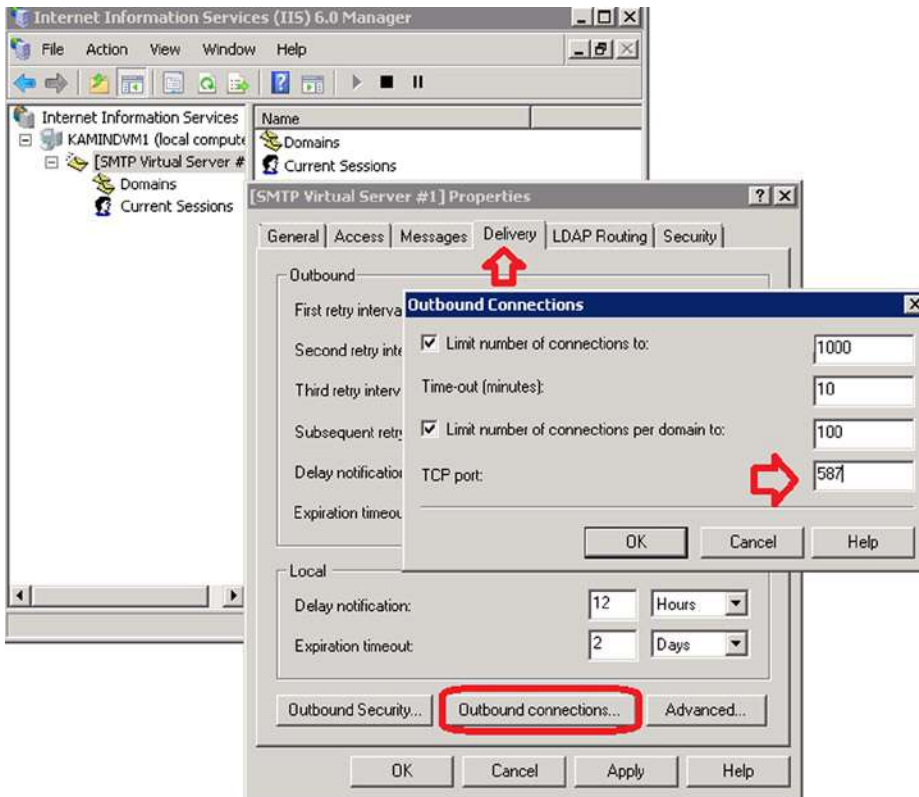 Internet Information Services (IIS) 6.0 Manager
File Action View Window Help
Internet Information Services
KAMINDVM1 (local compute
[SMTP Virtual Server #
Domains
Current Sessions
Name
Domains
Current Sessions
[SMTP Virtual Server #1] Properties
General Access Messages Delivery LDAP Routing Security
Outbound
First retry interva
Second retry inte
Third retry interv
Subsequent retry
Delay notification
Expiration timeou
Outbound Connections
Limit number of connections to: 1000
Time-out (minutes): 10
Limit number of connections per domain to: 100
TCP port: 587
OK Cancel Help
Local
Delay notification: 12 Hours
Expiration timeout: 2 Days
Outbound Security... Outbound connections... Advanced...
OK Cancel Apply Help